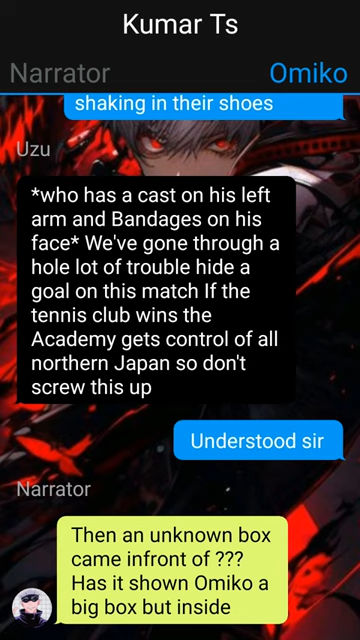 Kumar Ts
Narrator
Omiko
shaking in their shoes
Uzu
*who has a cast on his left
arm and Bandages on his
face* We've gone through a
hole lot of trouble hide a
goal on this match If the
tennis club wins the
Academy gets control of all
northern Japan so don't
screw this up
Understood sir
Narrator
Then an unknown box
came infront of ???
Has it shown Omiko a
big box but inside